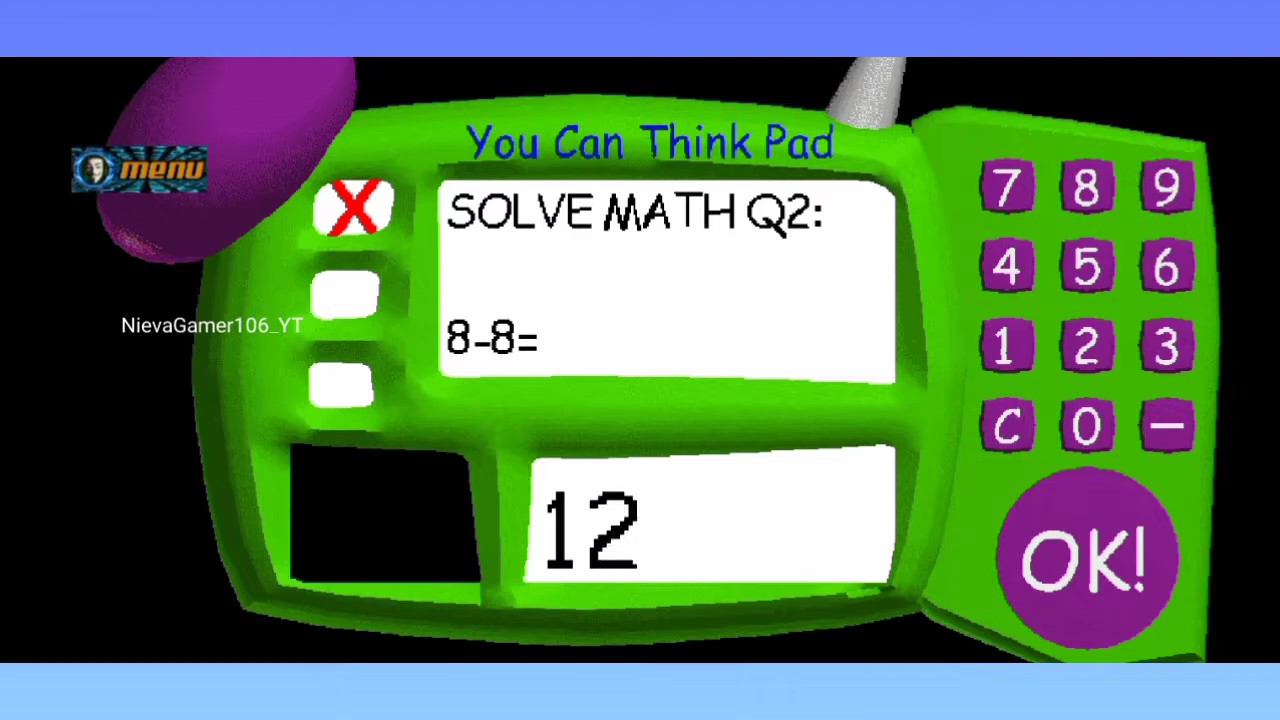 You Can Think Pad
menu
X
SOLVE MATH Q2:
NievaGamer106_YT
8-8=
12
7 8 9
4 5 6
1 2 3
C 0 —
OK!